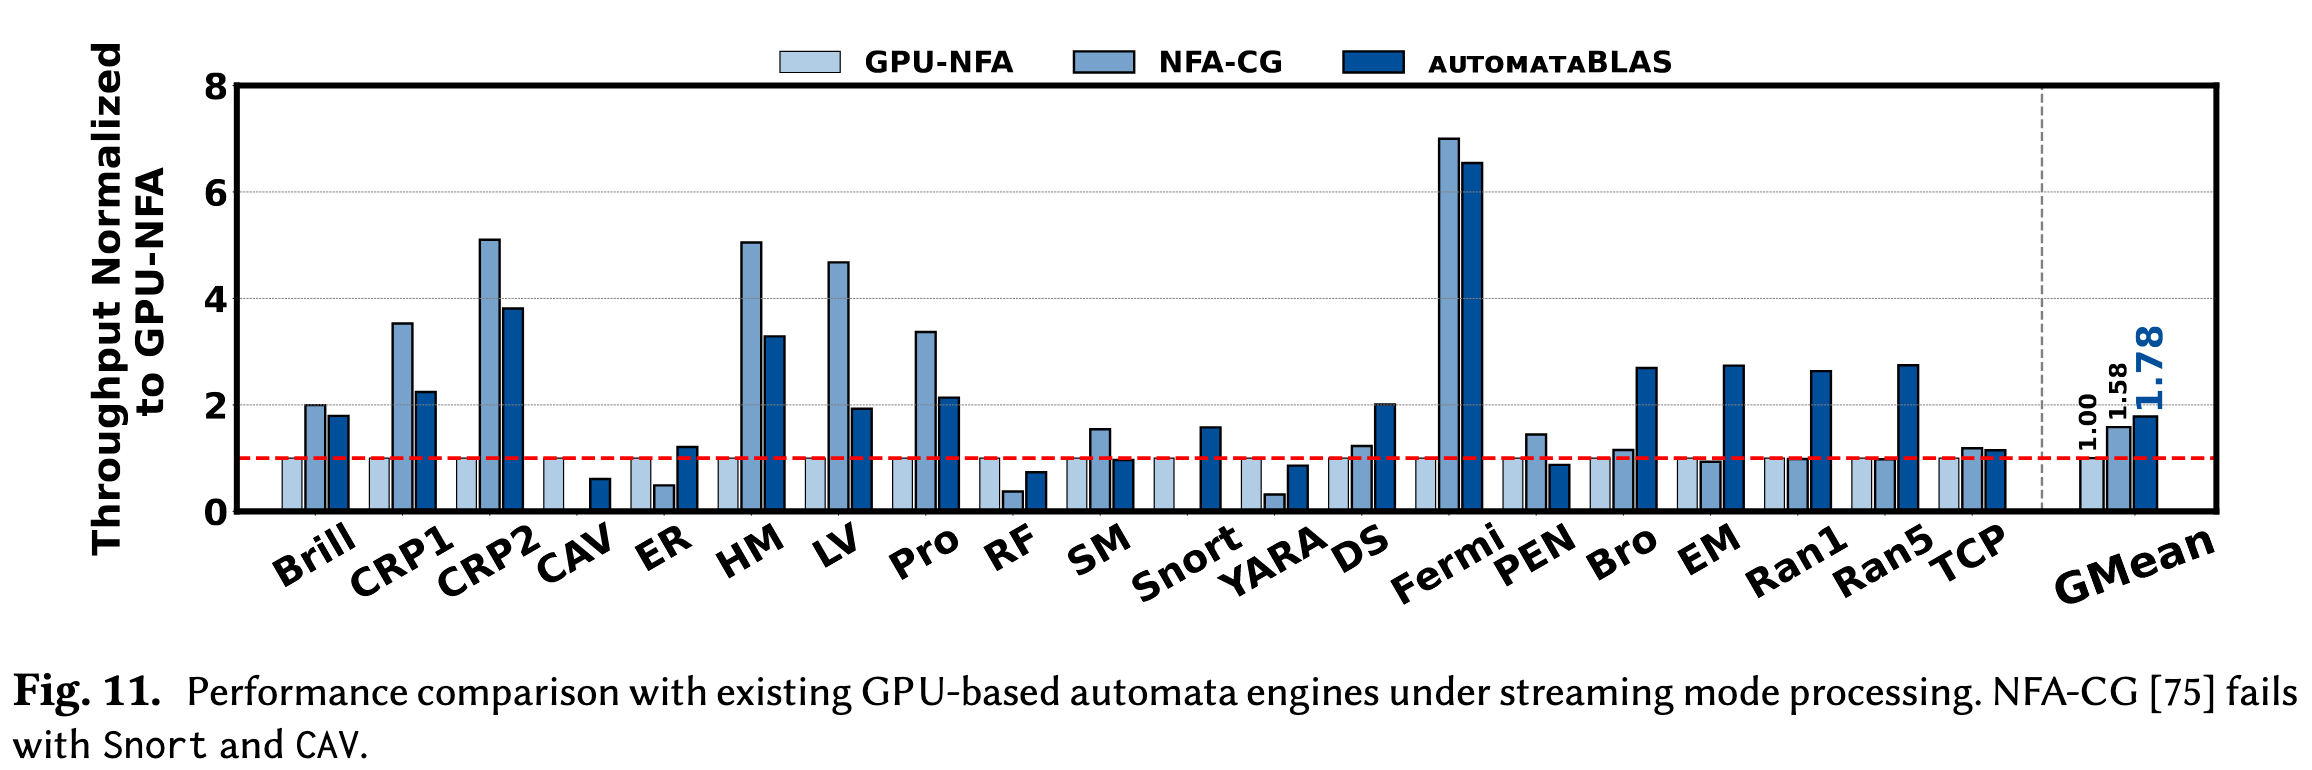 GPU-NFA NFA-CG AUTOMATABLAS
Throughput Normalized
to GPU-NFA
8
6
4
2
0
1.00
1.58
1.78
Brill CRP1 CRP2 CAV ER HM LV Pro RF SM Snort YARA DS Fermi PEN Bro EM Ran1 Ran5 TCP GMean
Fig. 11. Performance comparison with existing GPU-based automata engines under streaming mode processing. NFA-CG [75] fails
with Snort and CAV.